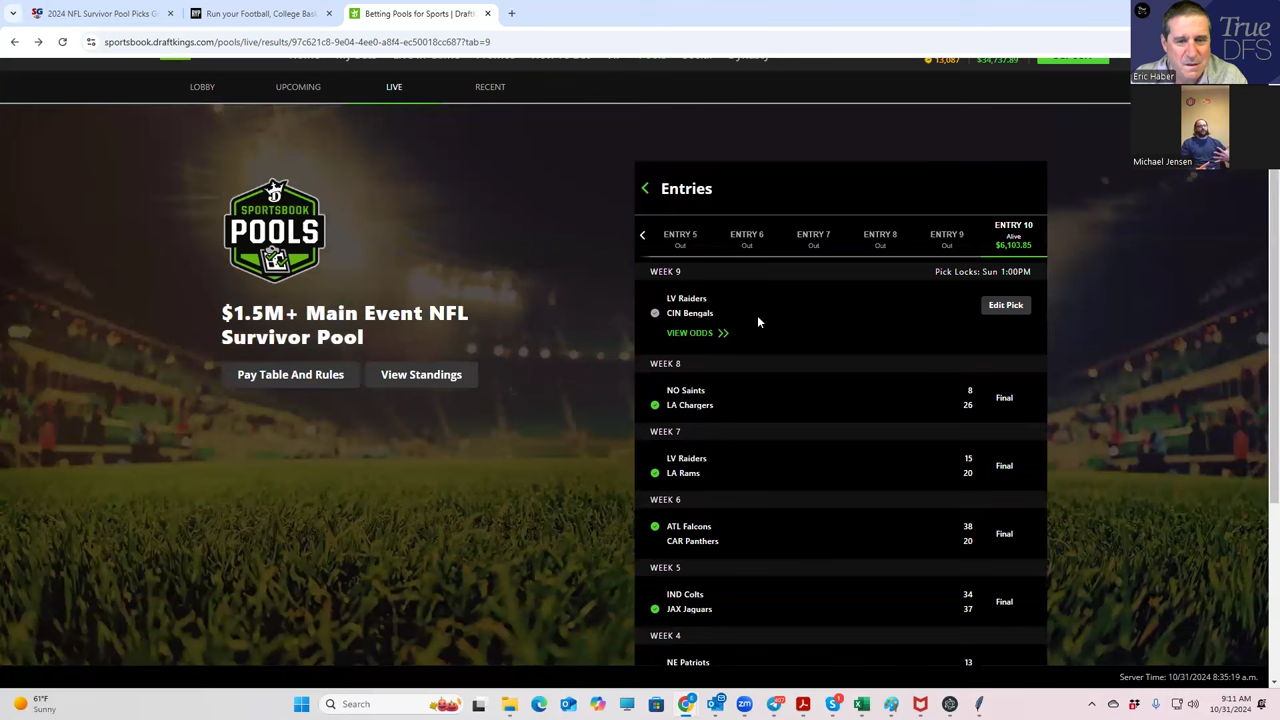 2024 NFL Survivor Pool Picks G
Run your Football, College Bask
Betting Pools for Sports | Draft
sportsbook.draftkings.com/pools/live/results/97c621c8-9e04-4ee0-a8f4-ec50018cc687?tab=9
True
DFS
Eric Haber
Michael Jensen
13,087
$34,737.89
LOBBY
UPCOMING
LIVE
RECENT
SPORTSBOOK
POOLS
$1.5M+ Main Event NFL
Survivor Pool
Pay Table And Rules
View Standings
Entries
ENTRY 5
Out
ENTRY 6
Out
ENTRY 7
Out
ENTRY 8
Out
ENTRY 9
Out
ENTRY 10
Alive
$6,103.85
WEEK 9
Pick Locks: Sun 1:00PM
LV Raiders
CIN Bengals
Edit Pick
VIEW ODDS
WEEK 8
NO Saints 8
LA Chargers 26
Final
WEEK 7
LV Raiders 15
LA Rams 20
Final
WEEK 6
ATL Falcons 38
CAR Panthers 20
Final
WEEK 5
IND Colts 34
JAX Jaguars 37
Final
WEEK 4
NE Patriots 13
Server Time: 10/31/2024 8:35:19 a.m.
61°F
Sunny
Search
9:11 AM
10/31/2024